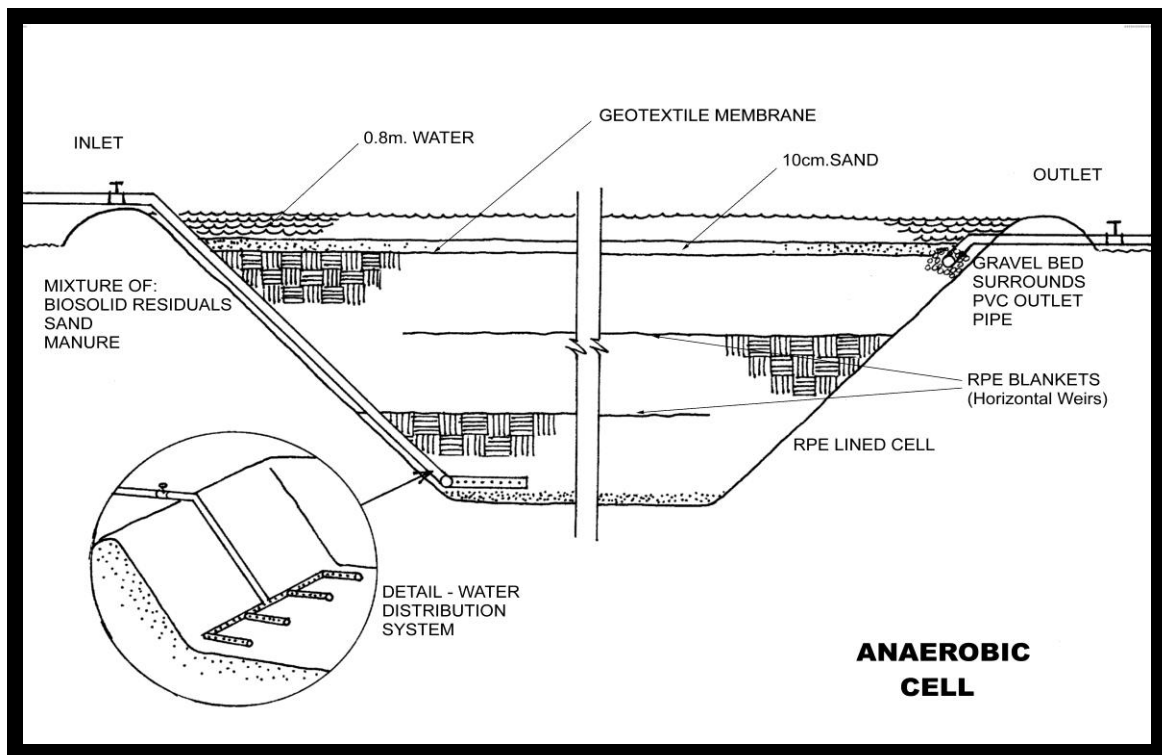 GEOTEXTILE MEMBRANE
0.8m. WATER
INLET
10cm.SAND
OUTLET
MIXTURE OF:
BIOSOLID RESIDUALS
SAND
MANURE
GRAVEL BED
SURROUNDS
PVC OUTLET
PIPE
RPE BLANKETS
(Horizontal Weirs)
RPE LINED CELL
DETAIL - WATER
DISTRIBUTION
SYSTEM
ANAEROBIC
CELL